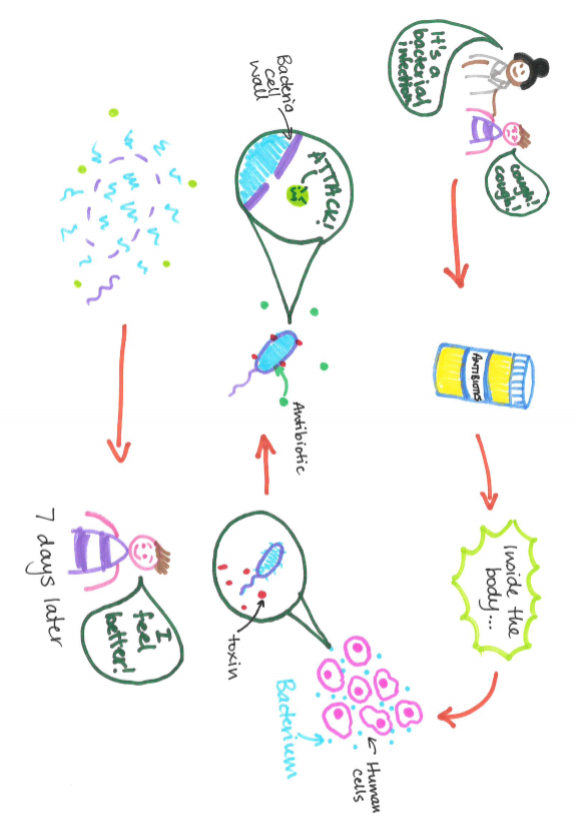 It's a
bacterial
infection!
cough!
cough!
ANTIBIOTICS
Inside the
body...
Human
cells
Bacterium
toxin
Antibiotic
ATTACK!
Bacteria
cell
wall
I
feel
better!
7 days later